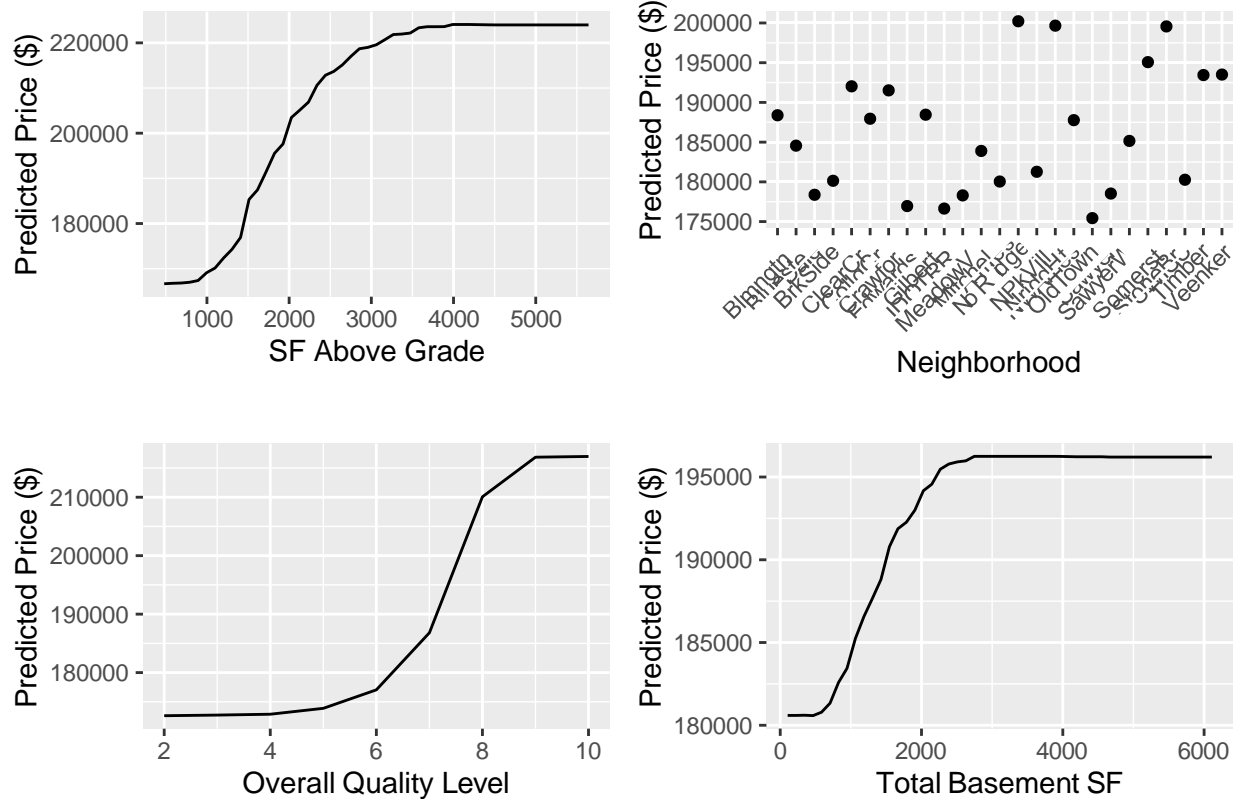 Predicted Price ($)
220000
200000
180000
1000 2000 3000 4000 5000
SF Above Grade
Predicted Price ($)
200000
195000
190000
185000
180000
175000
Blmngtn
BrkSide
ClearCr
Crawfor
Gilbert
MeadowV
Mitchel
NPkVill
OldTown
SawyerW
Somerst
Timber
Veenker
Neighborhood
Predicted Price ($)
210000
200000
190000
180000
2 4 6 8 10
Overall Quality Level
Predicted Price ($)
195000
190000
185000
180000
0 2000 4000 6000
Total Basement SF